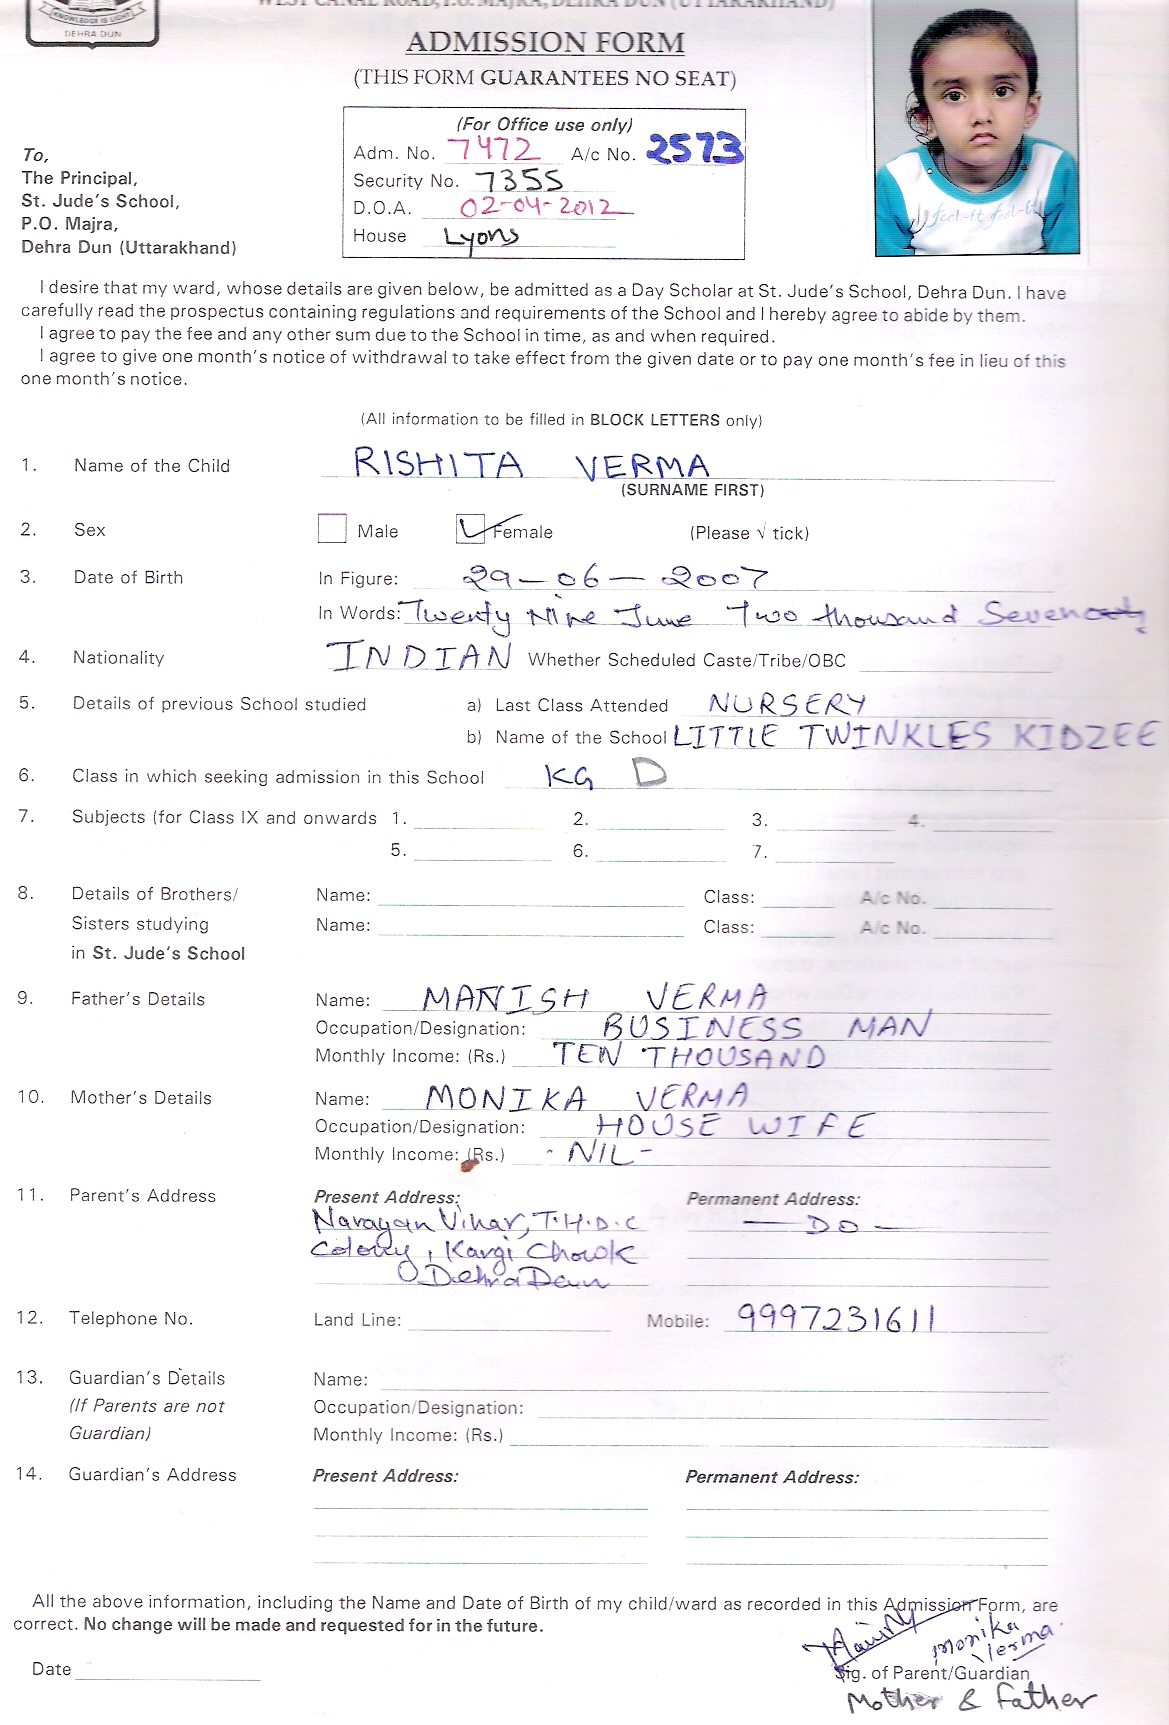 WEST CANAL ROAD, P.O. MAJRA, DEHRA DUN (UTTARAKHAND)
KNOWLEDGE IS LIGHT
DEHRA DUN
ADMISSION FORM
(THIS FORM GUARANTEES NO SEAT)
(For Office use only)
Adm. No. 7472 A/c No. 2573
Security No. 7355
D.O.A. 02-04-2012
House Lyons
feel-it feel-it
To,
The Principal,
St. Jude's School,
P.O. Majra,
Dehra Dun (Uttarakhand)
I desire that my ward, whose details are given below, be admitted as a Day Scholar at St. Jude's School, Dehra Dun. I have
carefully read the prospectus containing regulations and requirements of the School and I hereby agree to abide by them.
I agree to pay the fee and any other sum due to the School in time, as and when required.
I agree to give one month's notice of withdrawal to take effect from the given date or to pay one month's fee in lieu of this
one month's notice.
(All information to be filled in BLOCK LETTERS only)
1. Name of the Child RISHITA VERMA
(SURNAME FIRST)
2. Sex Male Female (Please √ tick)
3. Date of Birth In Figure: 29-06-2007
In Words: Twenty Nine June Two thousand Seven
4. Nationality INDIAN Whether Scheduled Caste/Tribe/OBC
5. Details of previous School studied a) Last Class Attended NURSERY
b) Name of the School LITTLE TWINKLES KIDZEE
6. Class in which seeking admission in this School KG D
7. Subjects (for Class IX and onwards 1. 2. 3. 4.
5. 6. 7.
8. Details of Brothers/ Name: Class: A/c No.
Sisters studying Name: Class: A/c No.
in St. Jude's School
9. Father's Details Name: MANISH VERMA
Occupation/Designation: BUSINESS MAN
Monthly Income: (Rs.) TEN THOUSAND
10. Mother's Details Name: MONIKA VERMA
Occupation/Designation: HOUSE WIFE
Monthly Income: (Rs.) - NIL -
11. Parent's Address Present Address: Permanent Address:
Narayan Vihar, T.H.D.C — DO —
Colony, Kargi Chowk
Dehra Dun
12. Telephone No. Land Line: Mobile: 9997231611
13. Guardian's Details Name:
(If Parents are not Occupation/Designation:
Guardian) Monthly Income: (Rs.)
14. Guardian's Address Present Address: Permanent Address:
All the above information, including the Name and Date of Birth of my child/ward as recorded in this Admission Form, are
correct. No change will be made and requested for in the future.
Monika
Verma
Date Sig. of Parent/Guardian
Mother & Father